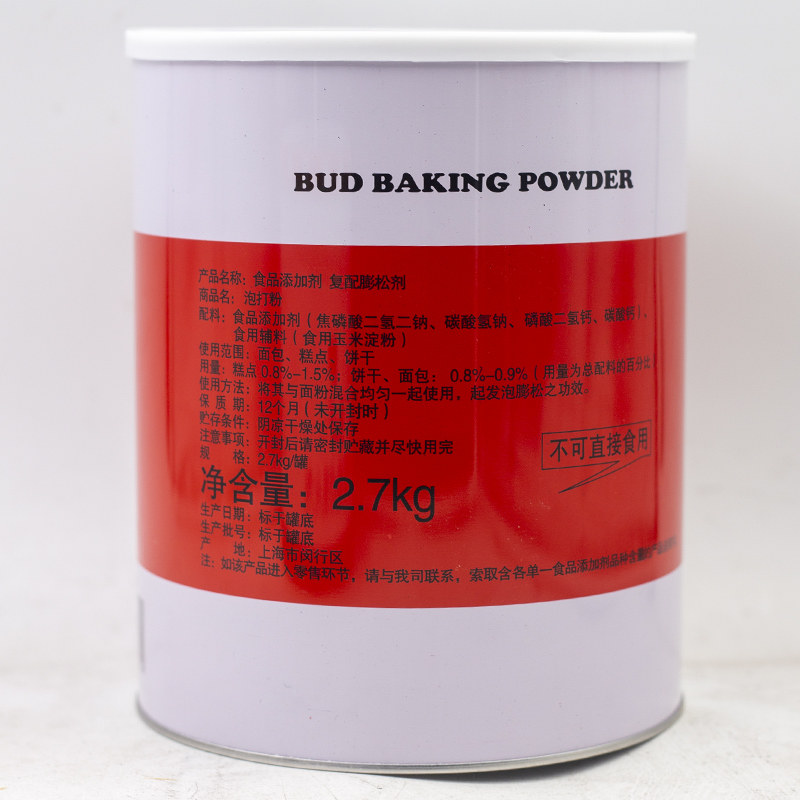 BUD BAKING POWDER
产品名称：食品添加剂 复配膨松剂
商品名：泡打粉
配料：食品添加剂（焦磷酸二氢二钠、碳酸氢钠、磷酸二氢钙、碳酸钙）、
食用辅料（食用玉米淀粉）
使用范围：面包、糕点、饼干
用量：糕点0.8%-1.5%；饼干、面包：0.8%-0.9%（用量为总配料的百分比
使用方法：将其与面粉混合均匀一起使用，起发泡膨松之功效。
保 质 期：12个月（未开封时）
贮存条件：阴凉干燥处保存
注意事项：开封后请密封贮藏并尽快用完
规 格：2.7kg/罐
不可直接食用
净含量：2.7kg
生产日期：标于罐底
生产批号：标于罐底
产 地：上海市闵行区
注：如该产品进入零售环节，请与我司联系，索取含各单一食品添加剂品种含量的产品